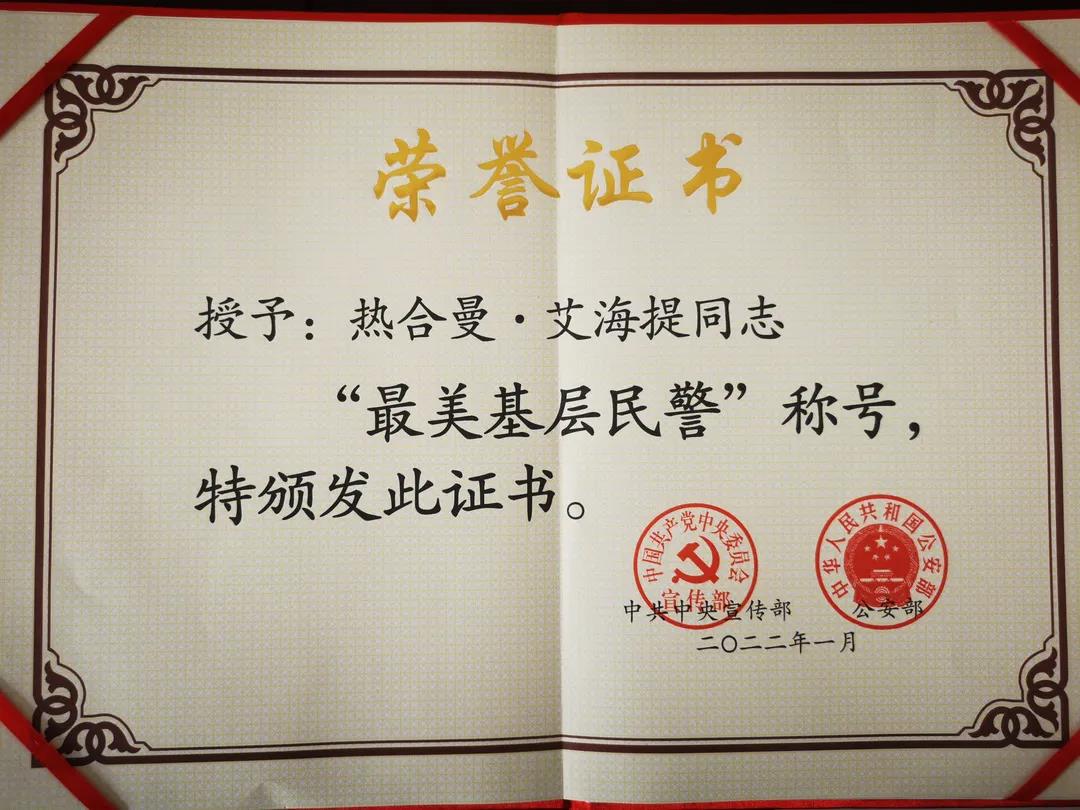 荣誉证书
授予：热合曼·艾海提同志
“最美基层民警”称号，
特颁发此证书。
中国共产党中央委员会
宣传部
中华人民共和国公安部
中共中央宣传部 公安部
二〇二二年一月